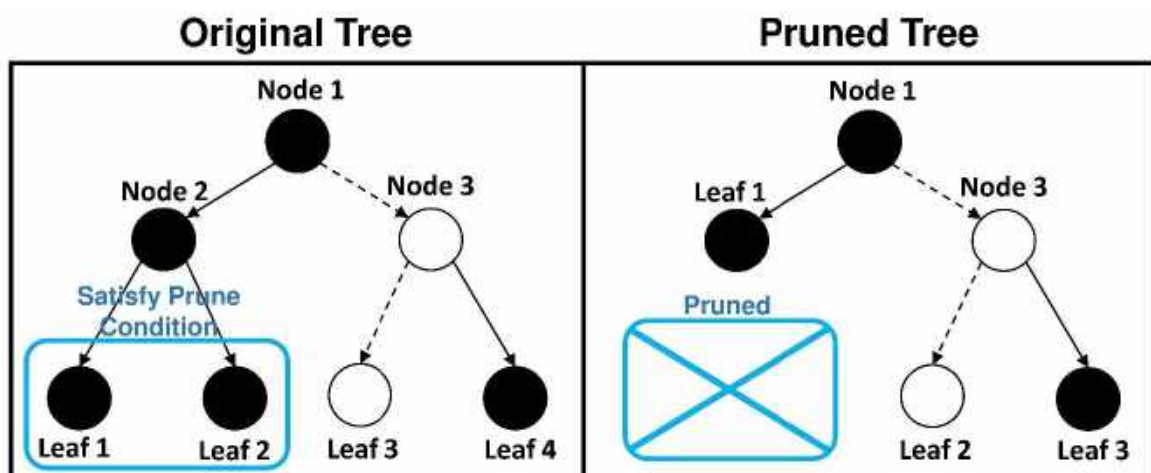 Original Tree
Pruned Tree
Node 1
Node 2
Node 3
Satisfy Prune
Condition
Leaf 1
Leaf 2
Leaf 3
Leaf 4
Node 1
Leaf 1
Node 3
Pruned
Leaf 2
Leaf 3